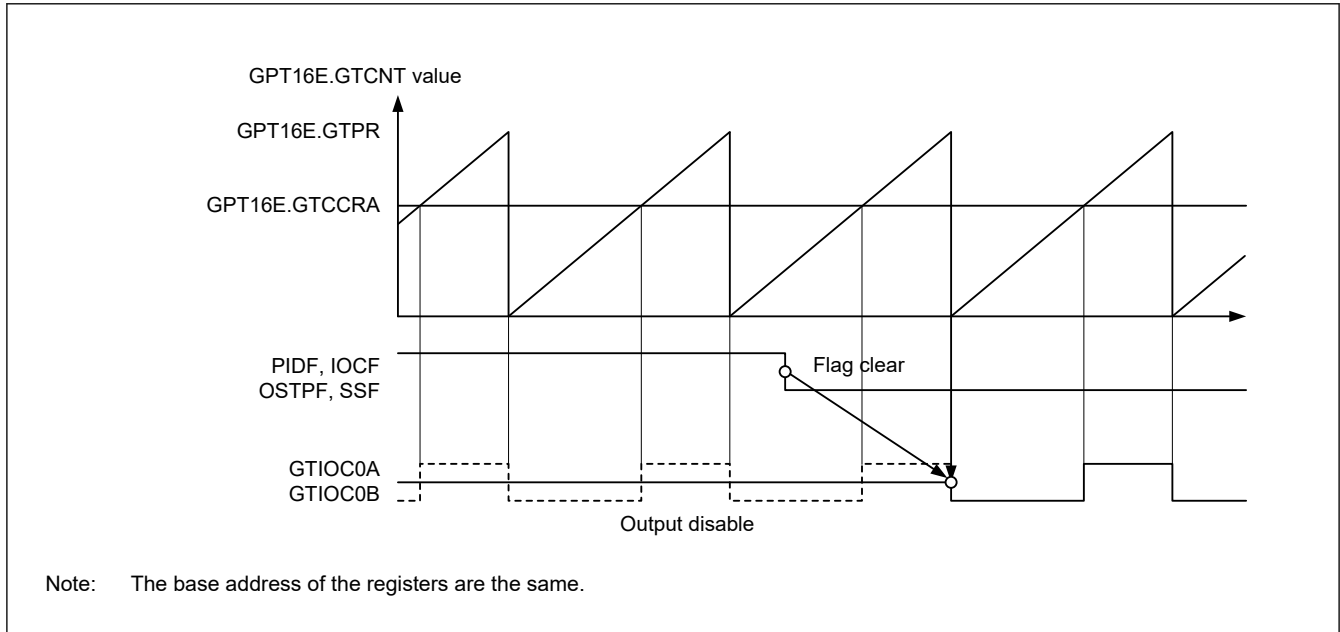 GPT16E.GTCNT value
GPT16E.GTPR
GPT16E.GTCCRA
PIDF, IOCF
OSTPF, SSF
Flag clear
GTIOC0A
GTIOC0B
Output disable
Note: The base address of the registers are the same.